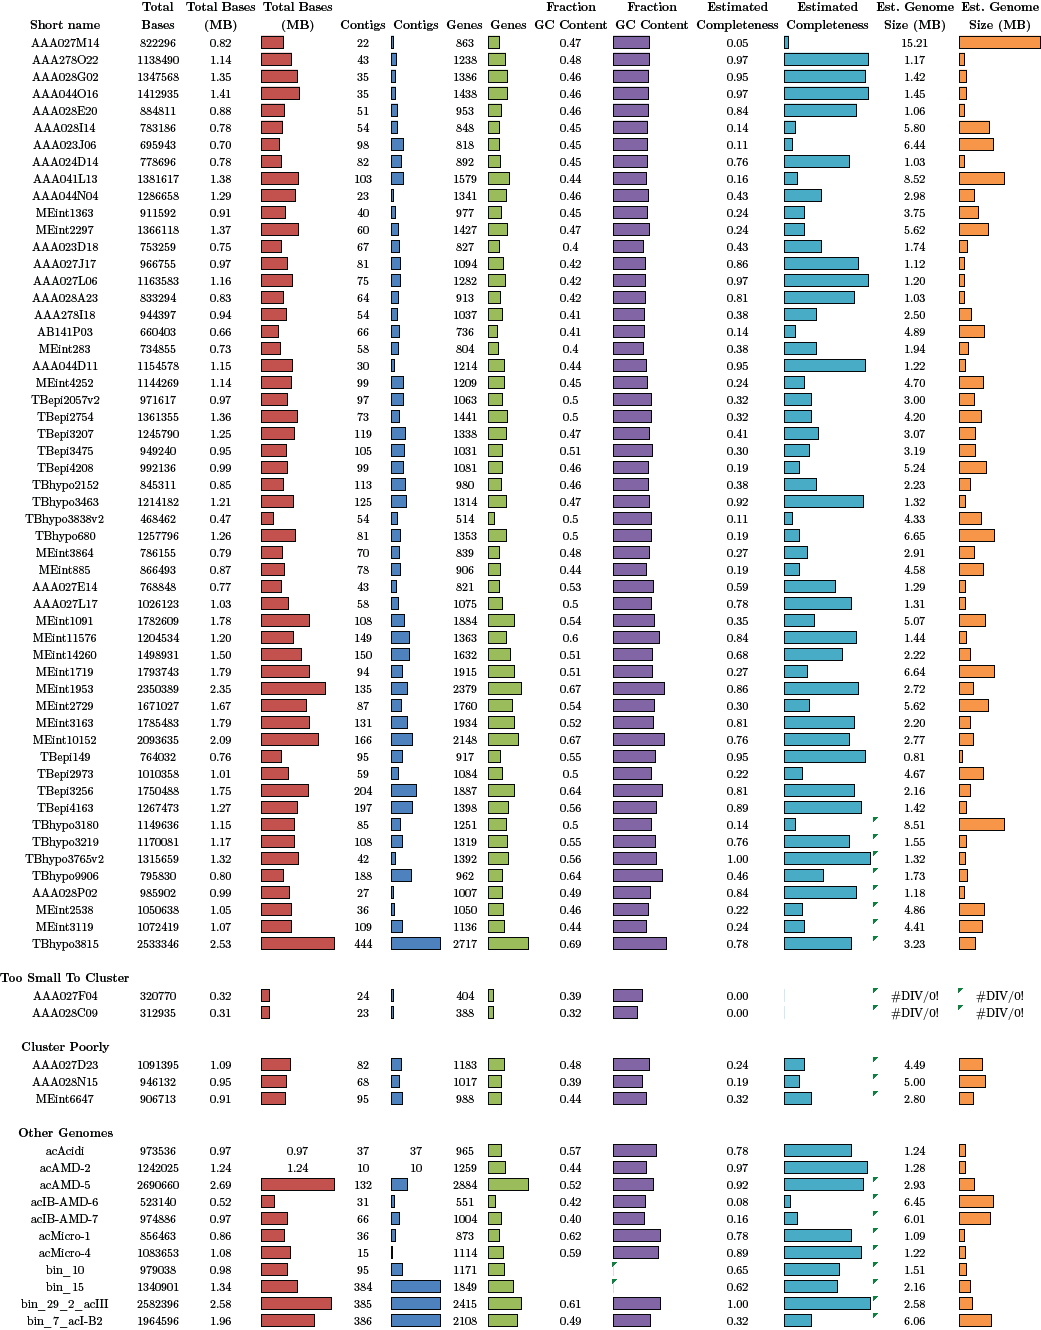 Total Total Bases Total Bases Fraction Fraction Estimated Estimated Est. Genome Est. Genome
Short name Bases (MB) (MB) Contigs Contigs Genes Genes GC Content GC Content Completeness Completeness Size (MB) Size (MB)
AAA027M14 822296 0.82 22 863 0.47 0.05 15.21
AAA278O22 1138490 1.14 43 1238 0.48 0.97 1.17
AAA028G02 1347568 1.35 35 1386 0.46 0.95 1.42
AAA044O16 1412935 1.41 35 1438 0.46 0.97 1.45
AAA028E20 884811 0.88 51 953 0.46 0.84 1.06
AAA028I14 783186 0.78 54 848 0.45 0.14 5.80
AAA023J06 695943 0.70 98 818 0.45 0.11 6.44
AAA024D14 778696 0.78 82 892 0.45 0.76 1.03
AAA041L13 1381617 1.38 103 1579 0.44 0.16 8.52
AAA044N04 1286658 1.29 23 1341 0.46 0.43 2.98
MEint1363 911592 0.91 40 977 0.45 0.24 3.75
MEint2297 1366118 1.37 60 1427 0.47 0.24 5.62
AAA023D18 753259 0.75 67 827 0.4 0.43 1.74
AAA027J17 966755 0.97 81 1094 0.42 0.86 1.12
AAA027L06 1163583 1.16 75 1282 0.42 0.97 1.20
AAA028A23 833294 0.83 64 913 0.42 0.81 1.03
AAA278I18 944397 0.94 54 1037 0.41 0.38 2.50
AB141P03 660403 0.66 66 736 0.41 0.14 4.89
MEint283 734855 0.73 58 804 0.4 0.38 1.94
AAA044D11 1154578 1.15 30 1214 0.44 0.95 1.22
MEint4252 1144269 1.14 99 1209 0.45 0.24 4.70
TBepi2057v2 971617 0.97 97 1063 0.5 0.32 3.00
TBepi2754 1361355 1.36 73 1441 0.5 0.32 4.20
TBepi3207 1245790 1.25 119 1338 0.47 0.41 3.07
TBepi3475 949240 0.95 105 1031 0.51 0.30 3.19
TBepi4208 992136 0.99 99 1081 0.46 0.19 5.24
TBhypo2152 845311 0.85 113 980 0.46 0.38 2.23
TBhypo3463 1214182 1.21 125 1314 0.47 0.92 1.32
TBhypo3838v2 468462 0.47 54 514 0.5 0.11 4.33
TBhypo680 1257796 1.26 81 1353 0.5 0.19 6.65
MEint3864 786155 0.79 70 839 0.48 0.27 2.91
MEint885 866493 0.87 78 906 0.44 0.19 4.58
AAA027E14 768848 0.77 43 821 0.53 0.59 1.29
AAA027L17 1026123 1.03 58 1075 0.5 0.78 1.31
MEint1091 1782609 1.78 108 1884 0.54 0.35 5.07
MEint11576 1204534 1.20 149 1363 0.6 0.84 1.44
MEint14260 1498931 1.50 150 1632 0.51 0.68 2.22
MEint1719 1793743 1.79 94 1915 0.51 0.27 6.64
MEint1953 2350389 2.35 135 2379 0.67 0.86 2.72
MEint2729 1671027 1.67 87 1760 0.54 0.30 5.62
MEint3163 1785483 1.79 131 1934 0.52 0.81 2.20
MEint10152 2093635 2.09 166 2148 0.67 0.76 2.77
TBepi149 764032 0.76 95 917 0.55 0.95 0.81
TBepi2973 1010358 1.01 59 1084 0.5 0.22 4.67
TBepi3256 1750488 1.75 204 1887 0.64 0.81 2.16
TBepi4163 1267473 1.27 197 1398 0.56 0.89 1.42
TBhypo3180 1149636 1.15 85 1251 0.5 0.14 8.51
TBhypo3219 1170081 1.17 108 1319 0.55 0.76 1.55
TBhypo3765v2 1315659 1.32 42 1392 0.56 1.00 1.32
TBhypo9906 795830 0.80 188 962 0.64 0.46 1.73
AAA028P02 985902 0.99 27 1007 0.49 0.84 1.18
MEint2538 1050638 1.05 36 1050 0.46 0.22 4.86
MEint3119 1072419 1.07 109 1136 0.44 0.24 4.41
TBhypo3815 2533346 2.53 444 2717 0.69 0.78 3.23
Too Small To Cluster
AAA027F04 320770 0.32 24 404 0.39 0.00 #DIV/0! #DIV/0!
AAA028C09 312935 0.31 23 388 0.32 0.00 #DIV/0! #DIV/0!
Cluster Poorly
AAA027D23 1091395 1.09 82 1183 0.48 0.24 4.49
AAA028N15 946132 0.95 68 1017 0.39 0.19 5.00
MEint6647 906713 0.91 95 988 0.44 0.32 2.80
Other Genomes
acAcidi 973536 0.97 0.97 37 37 965 0.57 0.78 1.24
acAMD-2 1242025 1.24 1.24 10 10 1259 0.44 0.97 1.28
acAMD-5 2690660 2.69 132 2884 0.52 0.92 2.93
acIB-AMD-6 523140 0.52 31 551 0.42 0.08 6.45
acIB-AMD-7 974886 0.97 66 1004 0.40 0.16 6.01
acMicro-1 856463 0.86 36 873 0.62 0.78 1.09
acMicro-4 1083653 1.08 15 1114 0.59 0.89 1.22
bin_10 979038 0.98 95 1171 0.65 1.51
bin_15 1340901 1.34 384 1849 0.62 2.16
bin_29_2_acIII 2582396 2.58 385 2415 0.61 1.00 2.58
bin_7_acI-B2 1964596 1.96 386 2108 0.49 0.32 6.06